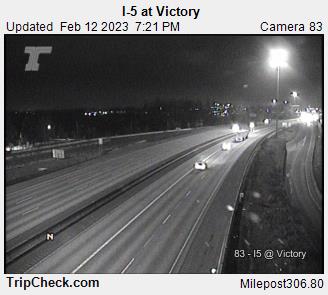 I-5 at Victory
Updated Feb 12 2023 7:21 PM Camera 83
T
N
83 - I5 @ Victory
TripCheck.com Milepost306.80